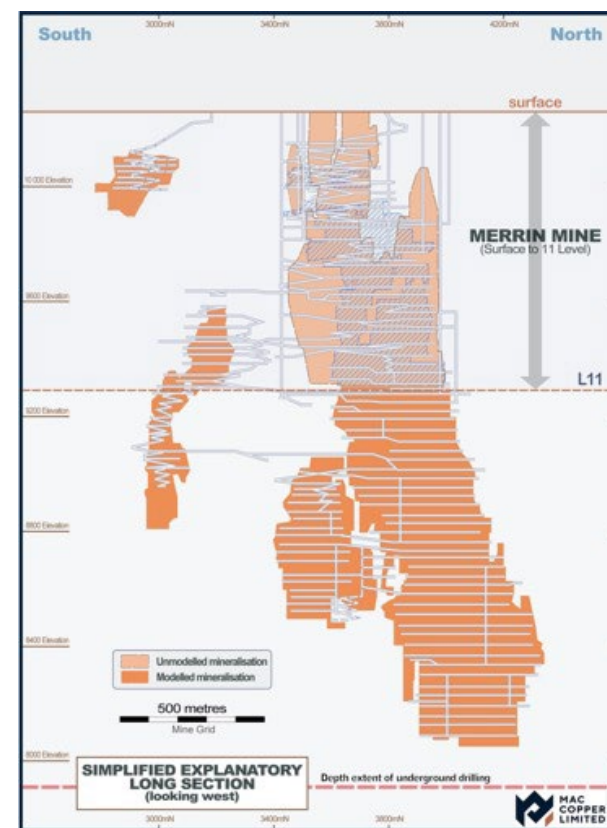 3000mN 3400mN 3800mN 4200mN
South North
surface
10 000 Elevation
MERRIN MINE
(Surface to 11 Level)
9600 Elevation
L11
9200 Elevation
8800 Elevation
8400 Elevation
Unmodelled mineralisation
Modelled mineralisation
500 metres
Mine Grid
8000 Elevation
SIMPLIFIED EXPLANATORY
LONG SECTION
(looking west)
Depth extent of underground drilling
MAC
COPPER
LIMITED
3000mN 3400mN 3800mN 4200mN